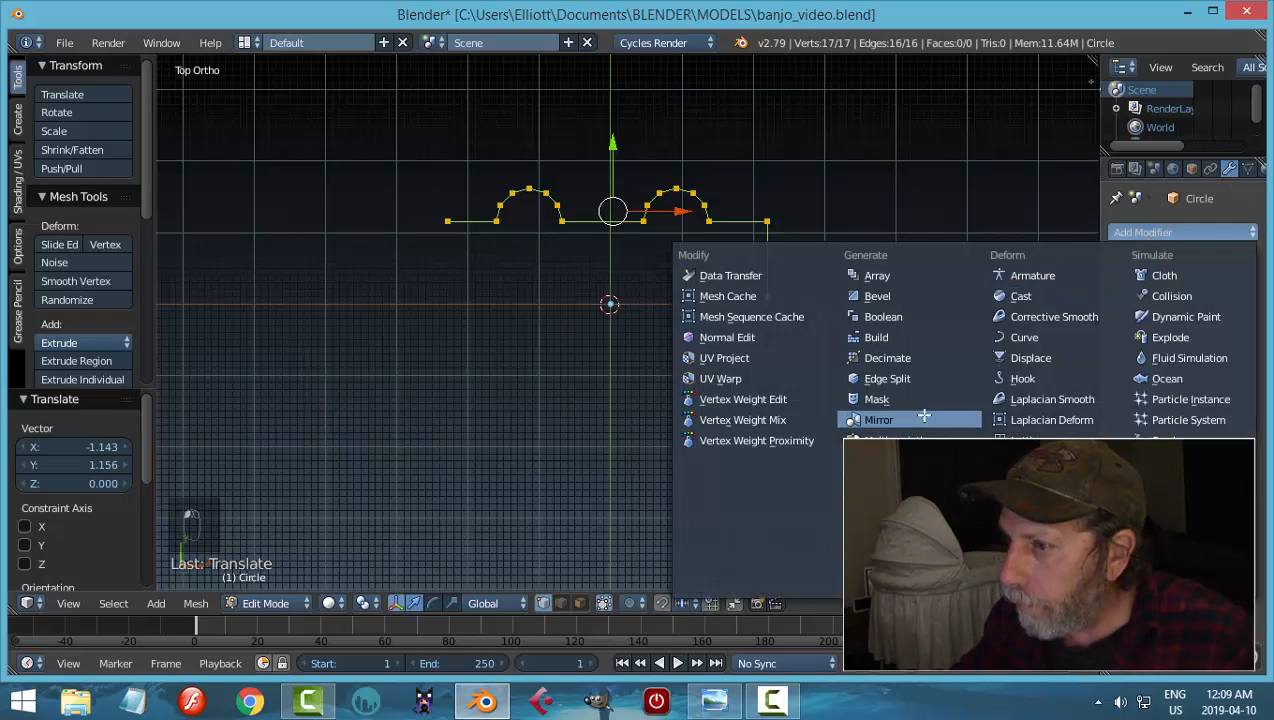 Blender* [C:\Users\Elliott\Documents\BLENDER\MODELS\banjo_video.blend]
File Render Window Help Default Scene Cycles Render v2.79 | Verts:17/17 | Edges:16/16 | Faces:0/0 | Tris:0 | Mem:11.64M | Circle
Tools
Create
Shading / UVs
Options
Grease Pencil
Transform
Translate
Rotate
Scale
Shrink/Fatten
Push/Pull
Mesh Tools
Deform:
Slide Ed Vertex
Noise
Smooth Vertex
Randomize
Add:
Extrude
Extrude Region
Extrude Individual
Translate
Vector
X: -1.143
Y: 1.156
Z: 0.000
Constraint Axis
X
Y
Z
Orientation
Top Ortho
Last: Translate
(1) Circle
Modify
Data Transfer
Mesh Cache
Mesh Sequence Cache
Normal Edit
UV Project
UV Warp
Vertex Weight Edit
Vertex Weight Mix
Vertex Weight Proximity
Generate
Array
Bevel
Boolean
Build
Decimate
Edge Split
Mask
Mirror
Deform
Armature
Cast
Corrective Smooth
Curve
Displace
Hook
Laplacian Smooth
Laplacian Deform
Simulate
Cloth
Collision
Dynamic Paint
Explode
Fluid Simulation
Ocean
Particle Instance
Particle System
View Search All S
Scene
RenderLay
World
Circle
Add Modifier
View Select Add Mesh Edit Mode Global
-40 -20 0 20 40 60 80 100 120 140 160 180 200
View Marker Frame Playback Start: 1 End: 250 1 No Sync
ENG
US
12:09 AM
2019-04-10